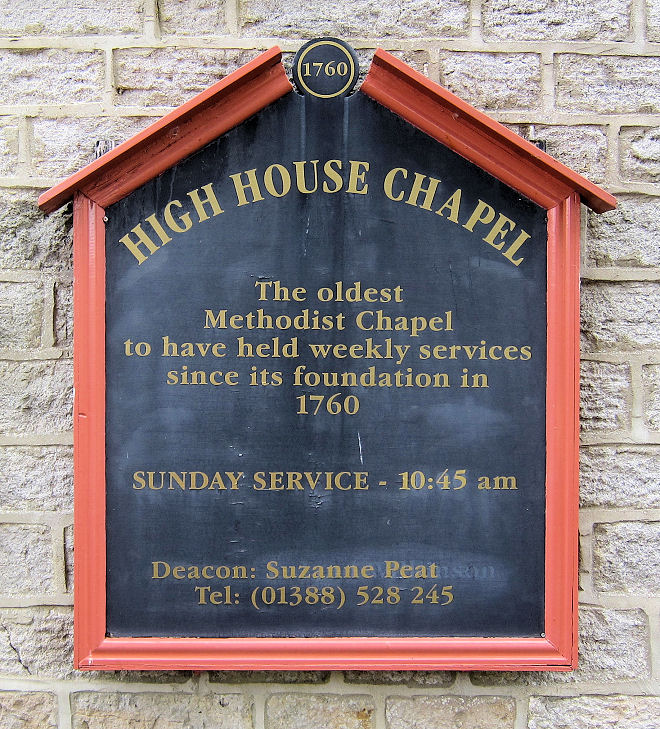 1760
HIGH HOUSE CHAPEL
The oldest
Methodist Chapel
to have held weekly services
since its foundation in
1760
SUNDAY SERVICE - 10:45 am
Deacon: Suzanne Peat
Tel: (01388) 528 245